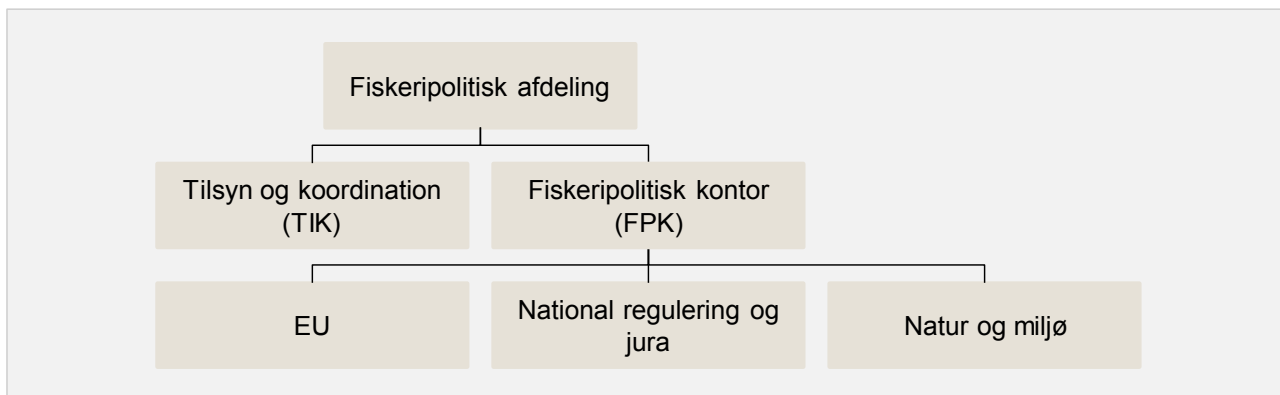 Fiskeripolitisk afdeling
Tilsyn og koordination
(TIK)
Fiskeripolitisk kontor
(FPK)
EU
National regulering og
jura
Natur og miljø